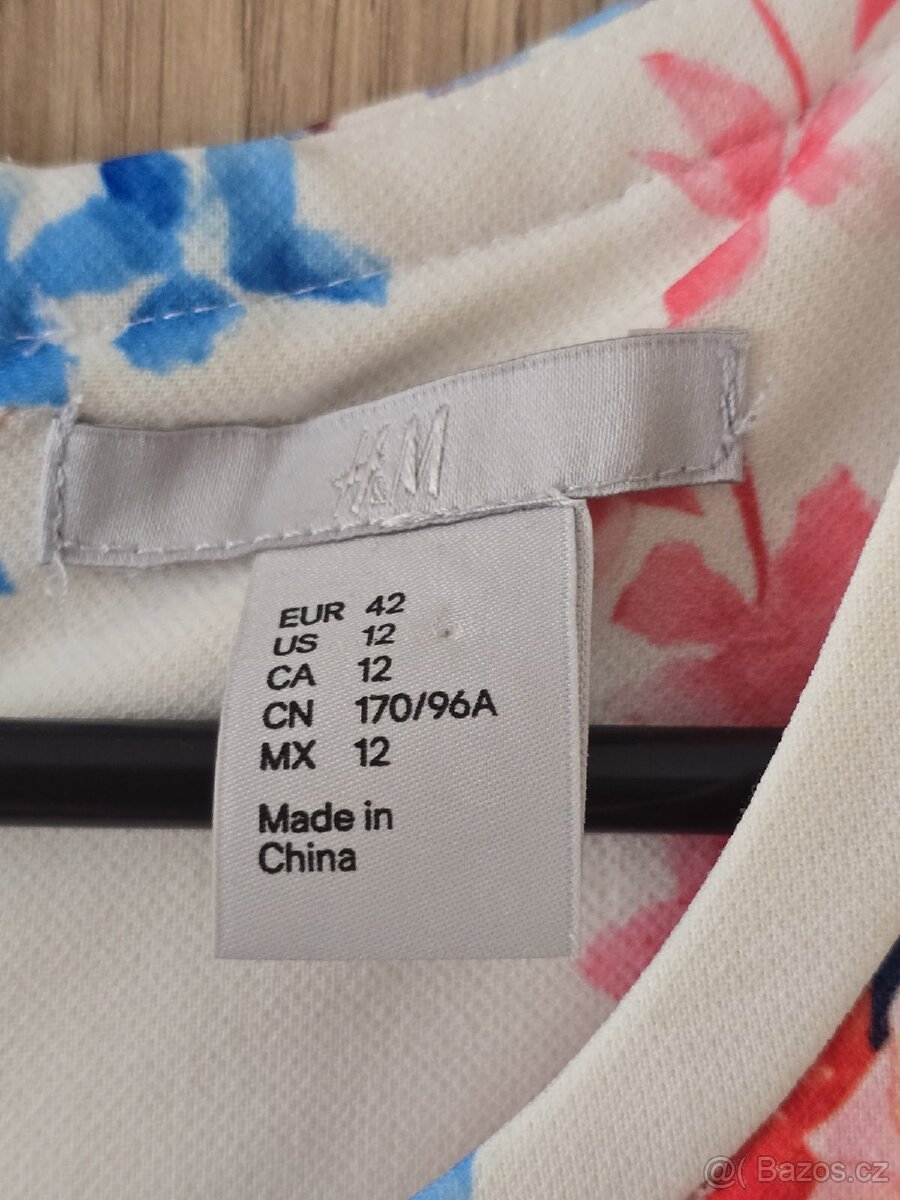 H&M
EUR 42
US 12
CA 12
CN 170/96A
MX 12
Made in
China
@( Bazos.cz